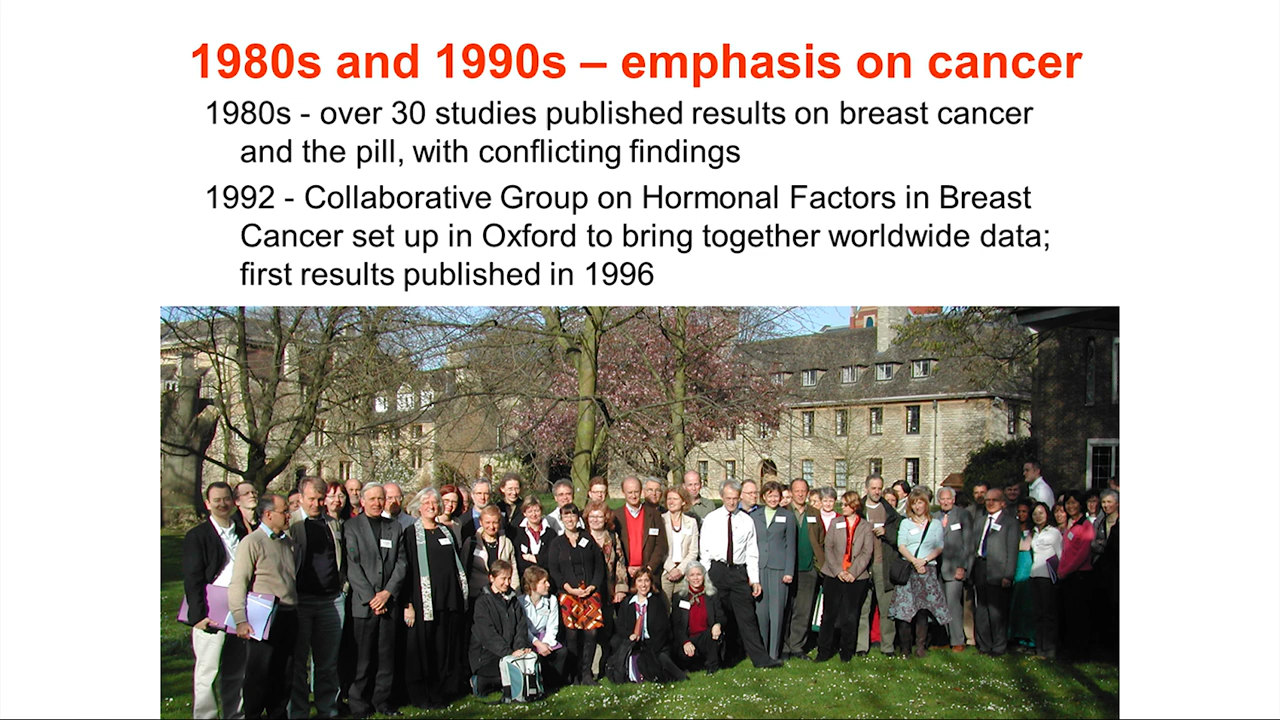 1980s and 1990s – emphasis on cancer
1980s - over 30 studies published results on breast cancer
and the pill, with conflicting findings
1992 - Collaborative Group on Hormonal Factors in Breast
Cancer set up in Oxford to bring together worldwide data;
first results published in 1996